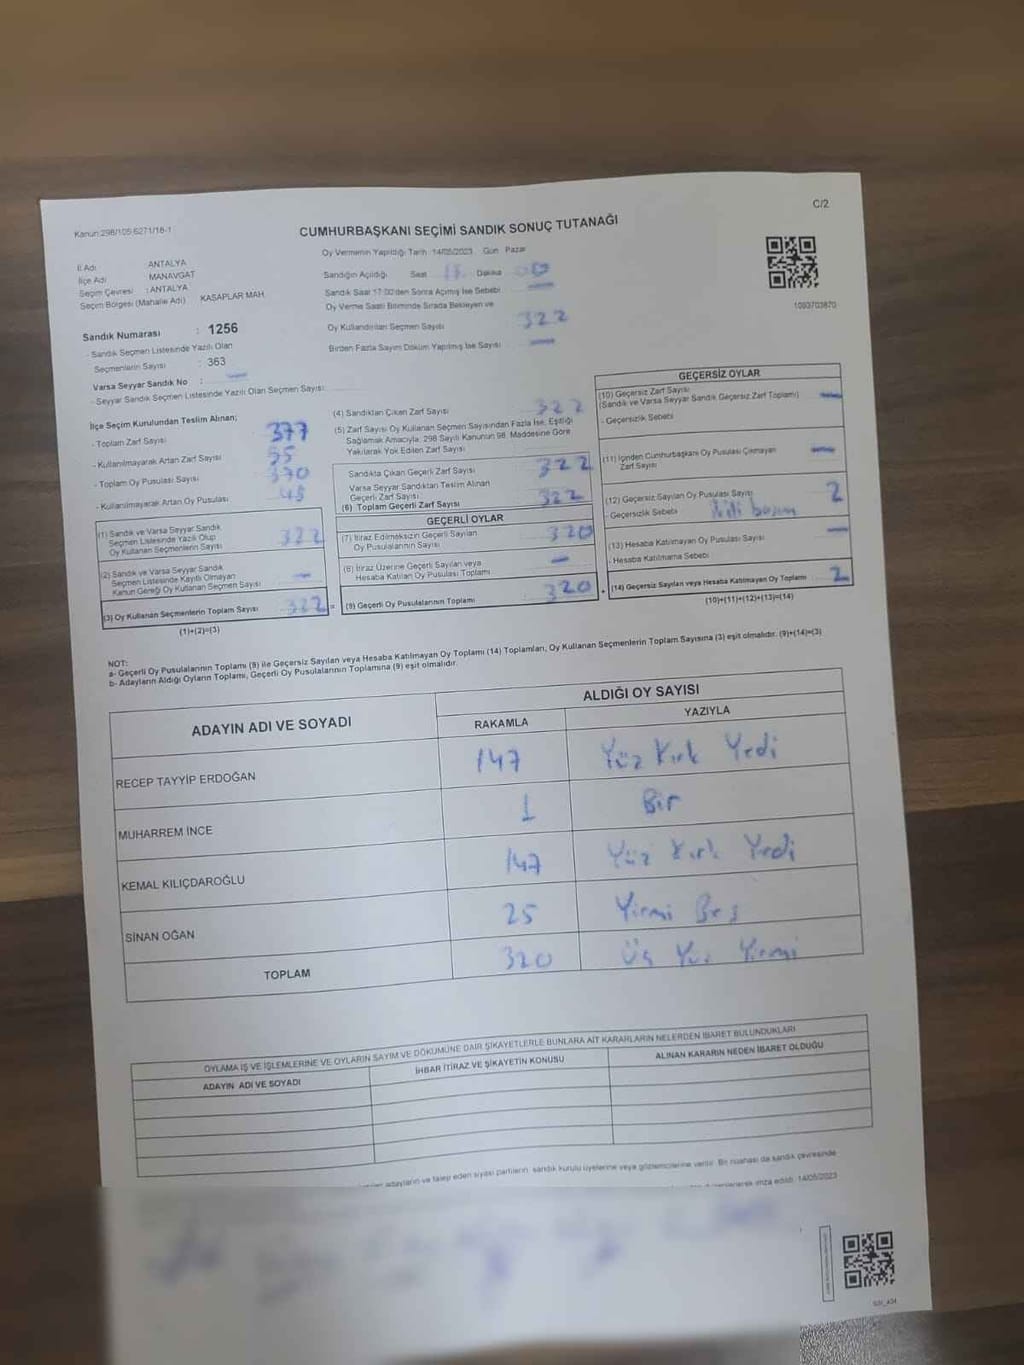 C/2
Kanun:298/105-6271/18-1
CUMHURBAŞKANI SEÇİMİ SANDIK SONUÇ TUTANAĞI
İl Adı : ANTALYA
İlçe Adı : MANAVGAT
Seçim Çevresi : ANTALYA
Seçim Bölgesi (Mahalle Adı) KASAPLAR MAH.
Sandık Numarası : 1256
- Sandık Seçmen Listesinde Yazılı Olan
Seçmenlerin Sayısı : 363
Varsa Seyyar Sandık No :
- Seyyar Sandık Seçmen Listesinde Yazılı Olan Seçmen Sayısı:
Oy Vermenin Yapıldığı Tarih 14/05/2023 Gün Pazar
Sandığın Açıldığı Saat Dakika
Sandık Saat 17:00'den Sonra Açılmış İse Sebebi
Oy Verme Saati Bitiminde Sırada Bekleyen ve
Oy Kullandırılan Seçmen Sayısı 322
Birden Fazla Sayım Döküm Yapılmış İse Sayısı
1093703870
İlçe Seçim Kurulundan Teslim Alınan;
- Toplam Zarf Sayısı 377
- Kullanılmayarak Artan Zarf Sayısı 55
- Toplam Oy Pusulası Sayısı 370
- Kullanılmayarak Artan Oy Pusulası 48
(1) Sandık ve Varsa Seyyar Sandık
Seçmen Listesinde Yazılı Olup
Oy Kullanan Seçmenlerin Sayısı 322
(2) Sandık ve Varsa Seyyar Sandık
Seçmen Listesinde Kayıtlı Olmayan
Kanun Gereği Oy Kullanan Seçmen Sayısı
(3) Oy Kullanan Seçmenlerin Toplam Sayısı 322 =
(1)+(2)=(3)
(4) Sandıktan Çıkan Zarf Sayısı 322
(5) Zarf Sayısı Oy Kullanan Seçmen Sayısından Fazla İse, Eşitliği
Sağlamak Amacıyla, 298 Sayılı Kanunun 98. Maddesine Göre
Yakılarak Yok Edilen Zarf Sayısı
Sandıkta Çıkan Geçerli Zarf Sayısı 322
Varsa Seyyar Sandıktan Teslim Alınan
Geçerli Zarf Sayısı
(6) Toplam Geçerli Zarf Sayısı 322
GEÇERLİ OYLAR
(7) İtiraz Edilmeksizin Geçerli Sayılan
Oy Pusulalarının Sayısı 320
(8) İtiraz Üzerine Geçerli Sayılan veya
Hesaba Katılan Oy Pusulası Toplamı
(9) Geçerli Oy Pusulalarının Toplamı 320 +
GEÇERSİZ OYLAR
(10) Geçersiz Zarf Sayısı
(Sandık ve Varsa Seyyar Sandık Geçersiz Zarf Toplamı)
- Geçersizlik Sebebi
(11) İçinden Cumhurbaşkanı Oy Pusulası Çıkmayan
Zarf Sayısı
(12) Geçersiz Sayılan Oy Pusulası Sayısı 2
- Geçersizlik Sebebi
(13) Hesaba Katılmayan Oy Pusulası Sayısı
- Hesaba Katılmama Sebebi
(14) Geçersiz Sayılan veya Hesaba Katılmayan Oy Toplamı 2
(10)+(11)+(12)+(13)=(14)
NOT:
a- Geçerli Oy Pusulalarının Toplamı (9) ile Geçersiz Sayılan veya Hesaba Katılmayan Oy Toplamı (14) Toplamları, Oy Kullanan Seçmenlerin Toplam Sayısına (3) eşit olmalıdır. (9)+(14)=(3)
b- Adayların Aldığı Oyların Toplamı, Geçerli Oy Pusulalarının Toplamına (9) eşit olmalıdır.
ADAYIN ADI VE SOYADI
ALDIĞI OY SAYISI
RAKAMLA YAZIYLA
RECEP TAYYİP ERDOĞAN 147 Yüz Kırk Yedi
MUHARREM İNCE 1 Bir
KEMAL KILIÇDAROĞLU 147 Yüz Kırk Yedi
SİNAN OĞAN 25 Yirmi Beş
TOPLAM 320 Üç Yüz Yirmi
OYLAMA İŞ VE İŞLEMLERİNE VE OYLARIN SAYIM VE DÖKÜMÜNE DAİR ŞİKAYETLERLE BUNLARA AİT KARARLARIN NELERDEN İBARET BULUNDUKLARI
ADAYIN ADI VE SOYADI İHBAR İTİRAZ VE ŞİKAYETİN KONUSU ALINAN KARARIN NEDEN İBARET OLDUĞU
adayların ve talep eden siyasi partilerin, sandık kurulu üyelerine veya gözlemcilerine verilir. Bir nüshası da sandık çevresinde
imza edildi. 14/05/2023